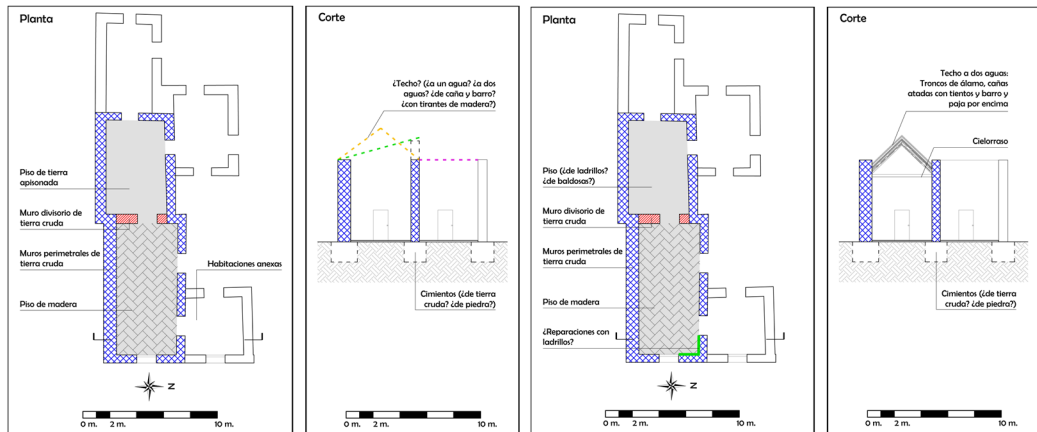 Planta
Piso de tierra
apisonada
Muro divisorio de
tierra cruda
Muros perimetrales de
tierra cruda
Habitaciones anexas
Piso de madera
N
0 m. 2 m. 10 m.
Corte
¿Techo? (¿a un agua? ¿a dos
aguas? ¿de caña y barro?
¿con tirantes de madera?)
Cimientos (¿de tierra
cruda? ¿de piedra?)
0 m. 2 m. 10 m.
Planta
Piso (¿de ladrillos?
¿de baldosas?)
Muro divisorio de
tierra cruda
Muros perimetrales de
tierra cruda
Piso de madera
¿Reparaciones con
ladrillos?
N
0 m. 2 m. 10 m.
Corte
Techo a dos aguas:
Troncos de álamo, cañas
atadas con tientos y barro y
paja por encima
Cielorraso
Cimientos (¿de tierra
cruda? ¿de piedra?)
0 m. 2 m. 10 m.